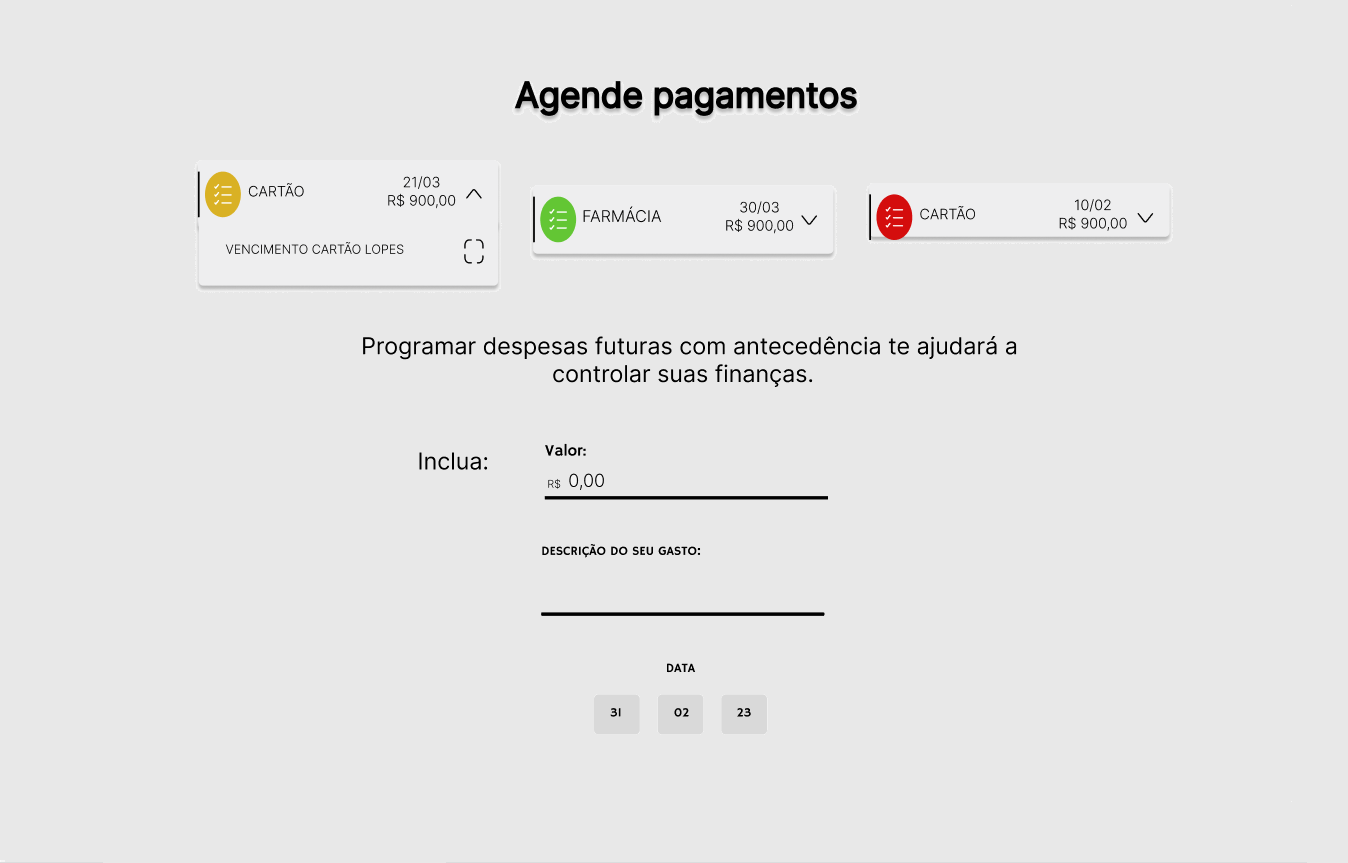 Agende pagamentos
CARTÃO
21/03
R$ 900,00
VENCIMENTO CARTÃO LOPES
FARMÁCIA
30/03
R$ 900,00
CARTÃO
10/02
R$ 900,00
Programar despesas futuras com antecedência te ajudará a
controlar suas finanças.
Inclua:
Valor:
R$ 0,00
DESCRIÇÃO DO SEU GASTO:
DATA
31 02 23